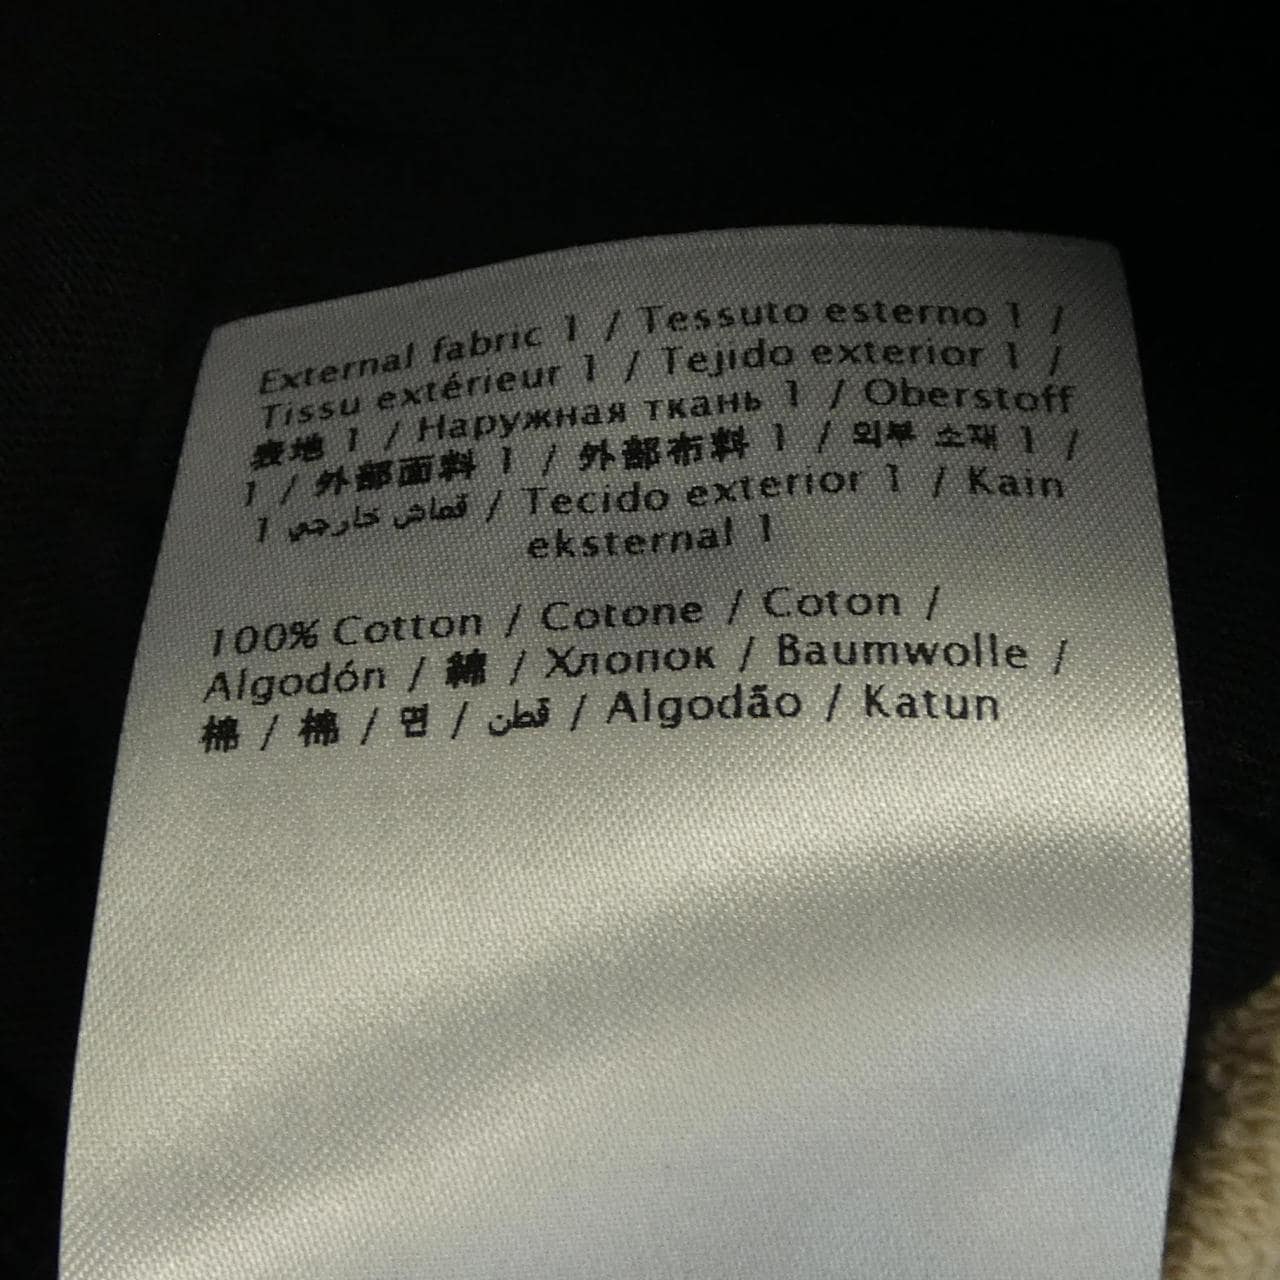 External fabric 1 / Tessuto esterno 1 /
Tissu extérieur 1 / Tejido exterior 1 /
表地 1 / Наружная ткань 1 / Oberstoff
1 / 外部面料 1 / 外部布料 1 / 외부 소재 1 /
1 قماش خارجي / Tecido exterior 1 / Kain
eksternal 1
100% Cotton / Cotone / Coton /
Algodón / 綿 / Хлопок / Baumwolle /
棉 / 棉 / 면 / قطن / Algodão / Katun